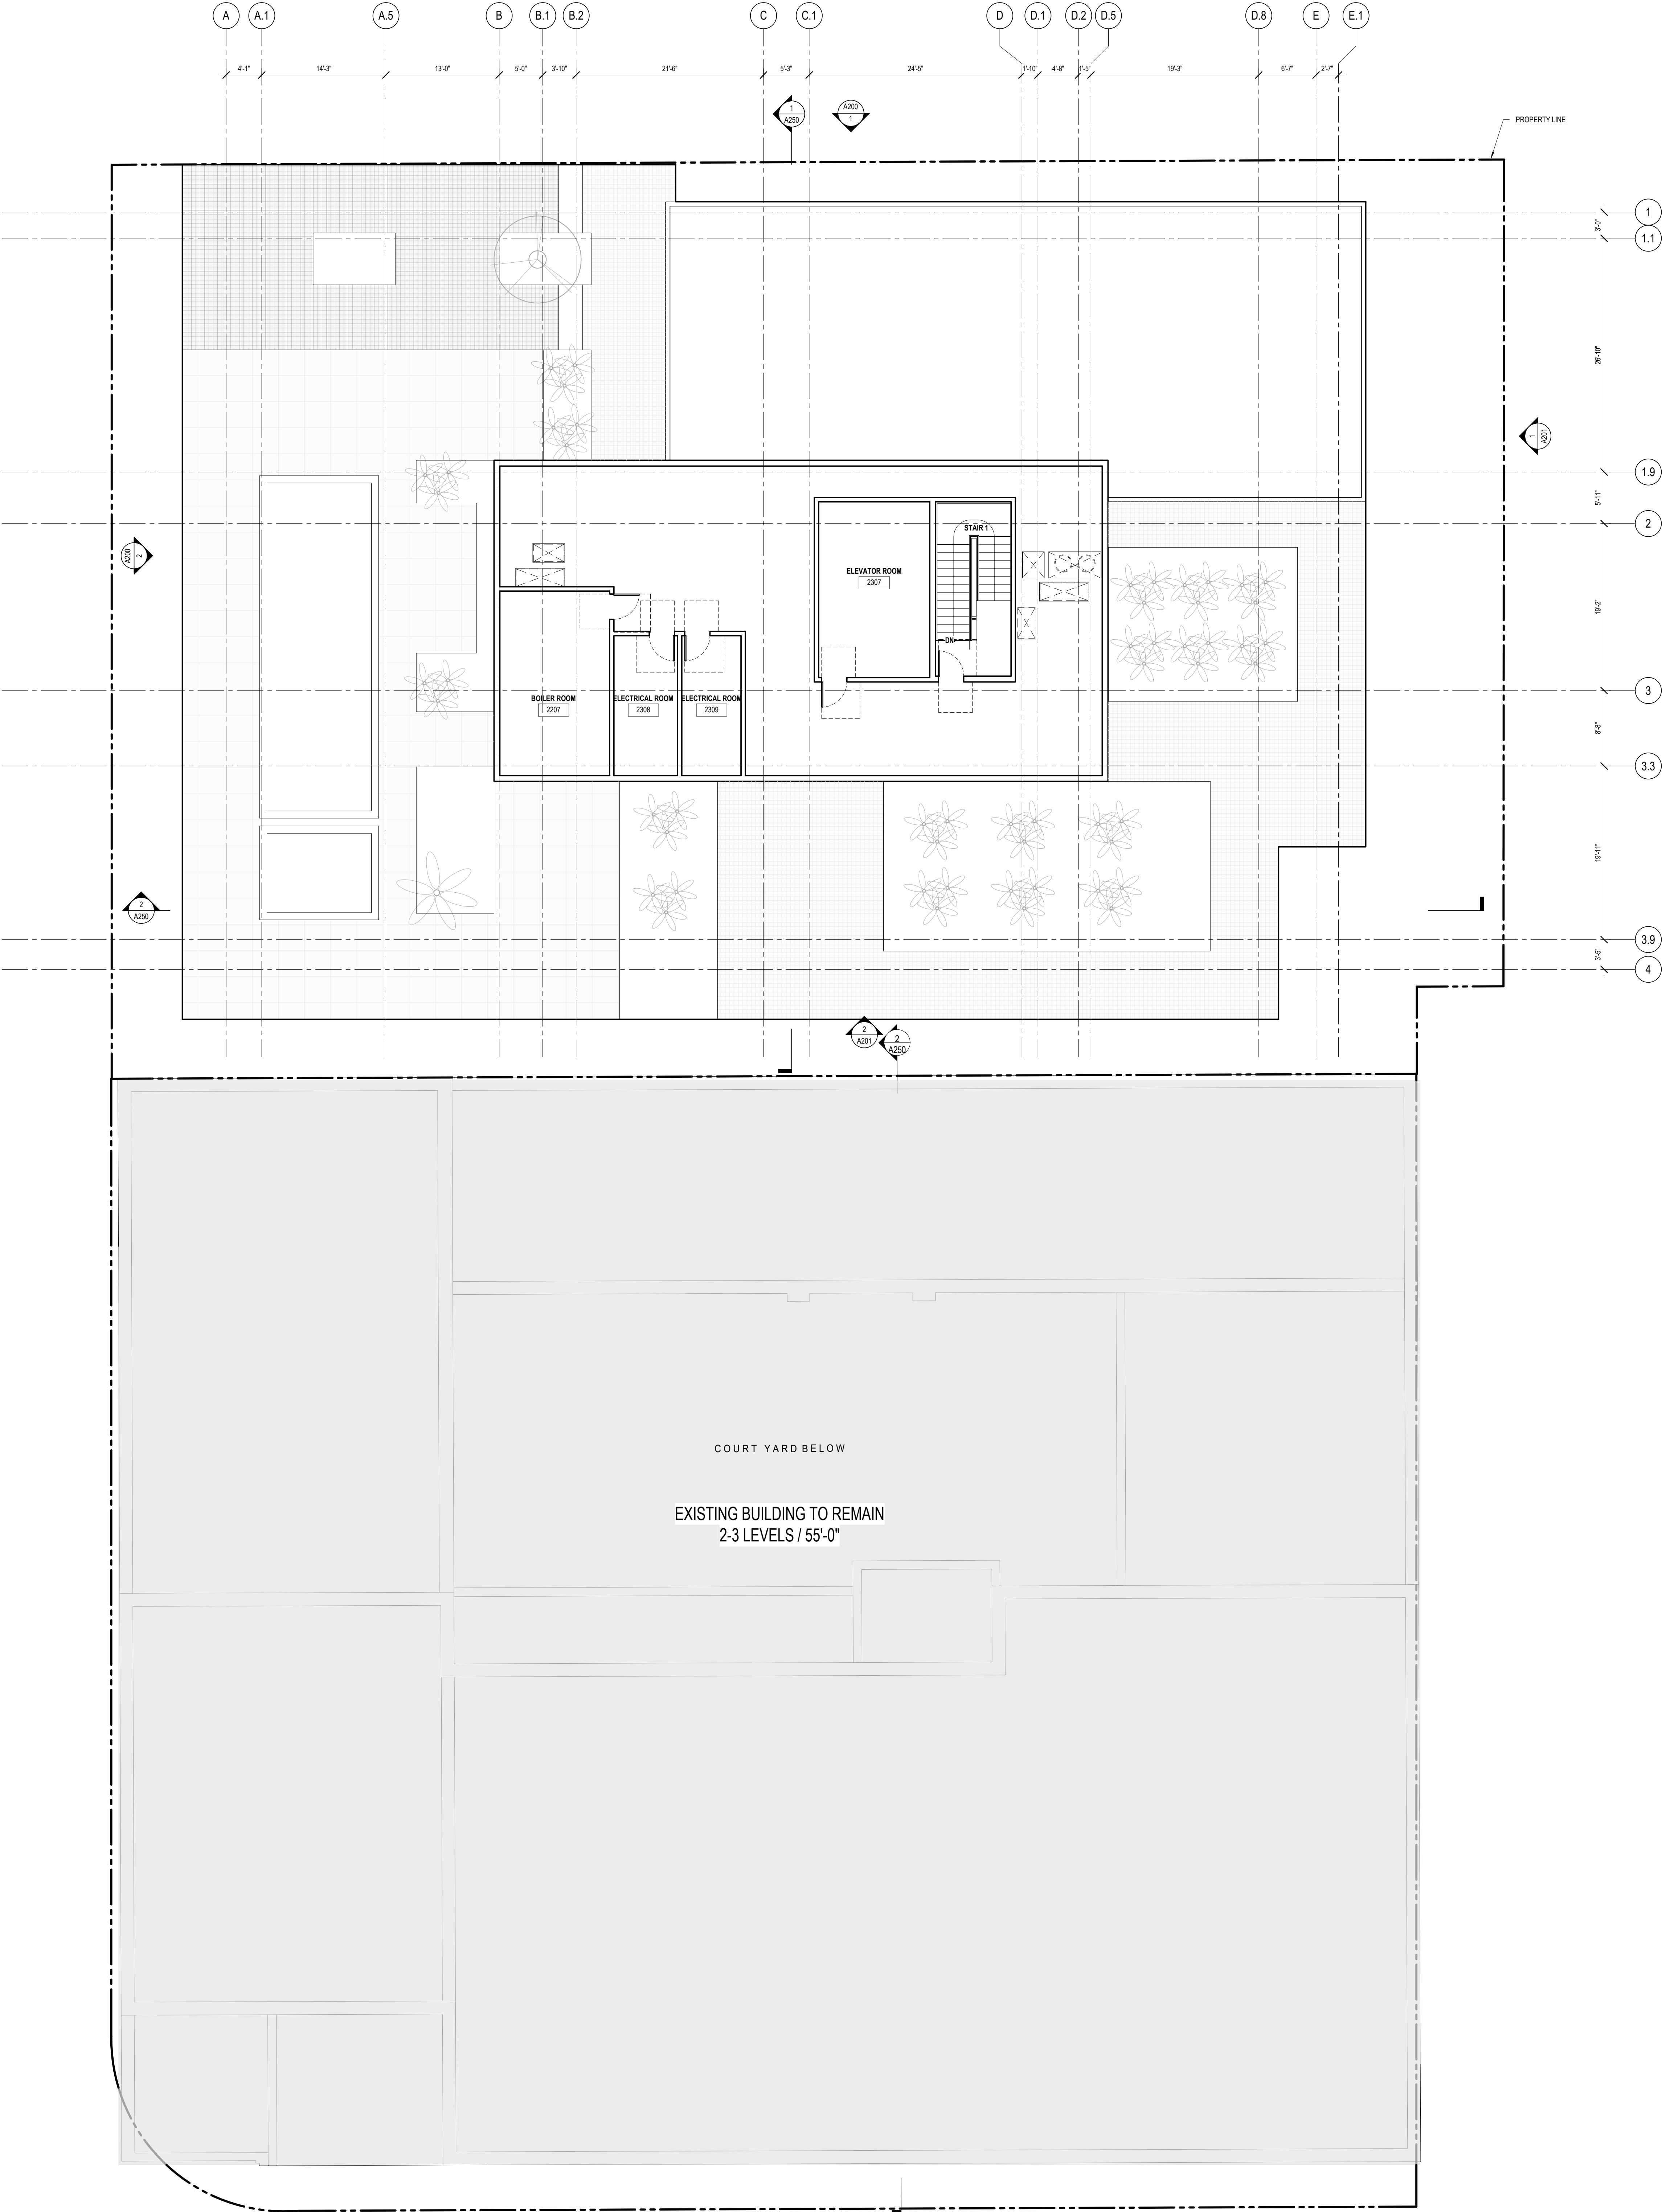 A A.1 A.5 B B.1 B.2 C C.1 D D.1 D.2 D.5 D.8 E E.1
4'-1" 14'-3" 13'-0" 5'-0" 3'-10" 21'-6" 5'-3" 24'-5" 1'-10" 4'-8" 1'-5" 19'-3" 6'-7" 2'-7"
1
A250
A200
1
PROPERTY LINE
1
3'-0"
1.1
26'-10"
1
A201
1.9
5'-11"
2
A200
2
STAIR 1
ELEVATOR ROOM
2307
19'-2"
DN
3
BOILER ROOM
2207
ELECTRICAL ROOM
2308
ELECTRICAL ROOM
2309
8'-8"
3.3
19'-11"
2
A250
3.9
3'-5"
4
2
A201
2
A250
COURT YARD BELOW
EXISTING BUILDING TO REMAIN
2-3 LEVELS / 55'-0"